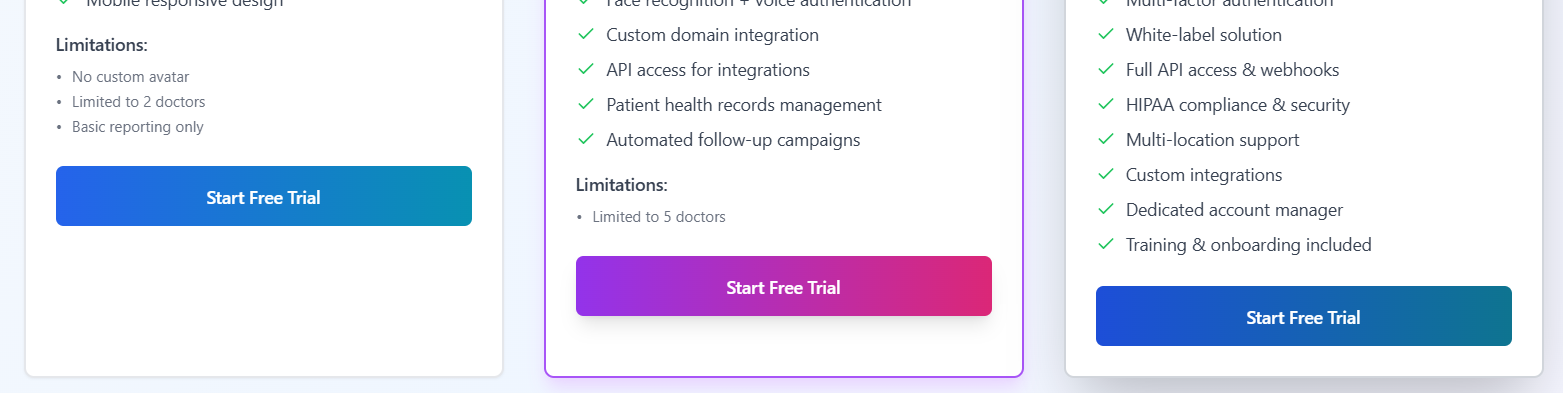 Mobile responsive design
Limitations:
• No custom avatar
• Limited to 2 doctors
• Basic reporting only
Start Free Trial
Face recognition + voice authentication
Custom domain integration
API access for integrations
Patient health records management
Automated follow-up campaigns
Limitations:
• Limited to 5 doctors
Start Free Trial
Multi-factor authentication
White-label solution
Full API access & webhooks
HIPAA compliance & security
Multi-location support
Custom integrations
Dedicated account manager
Training & onboarding included
Start Free Trial